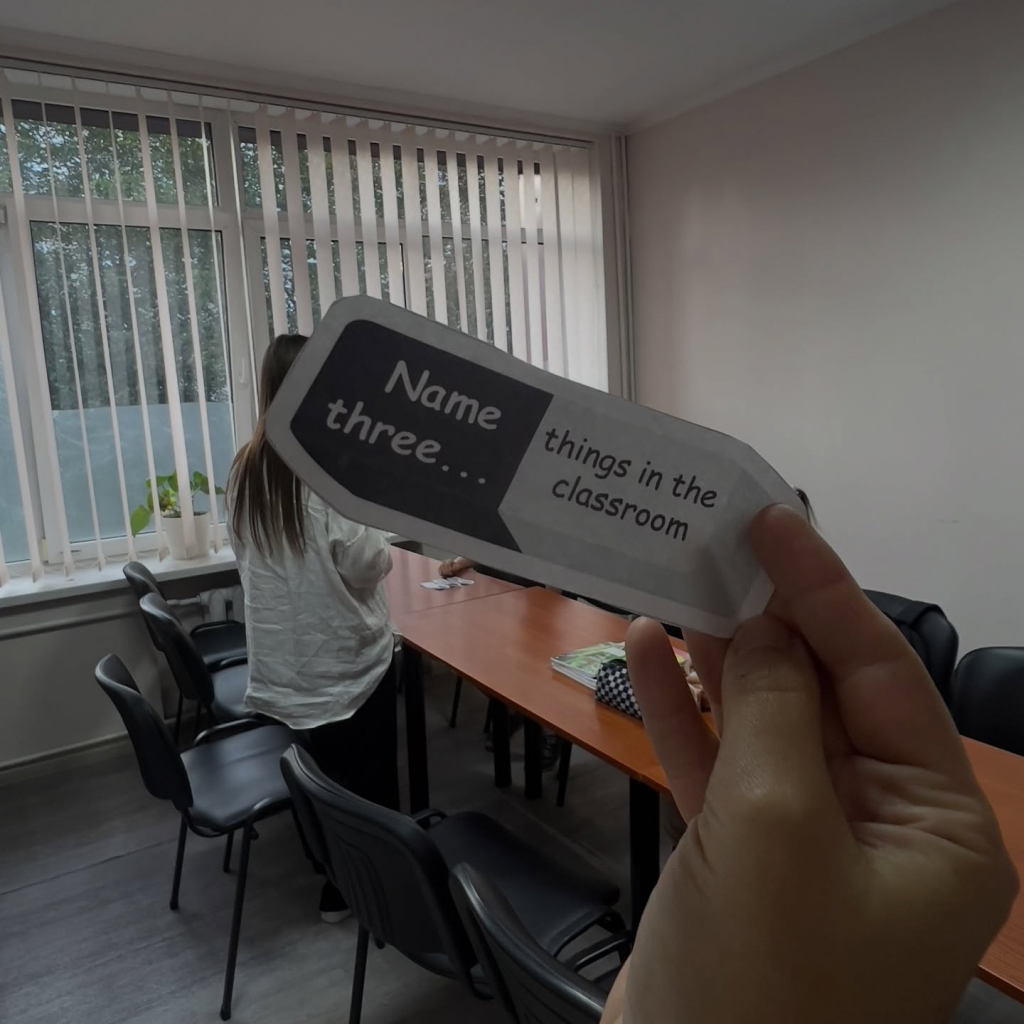 Name
three...
things in the
classroom